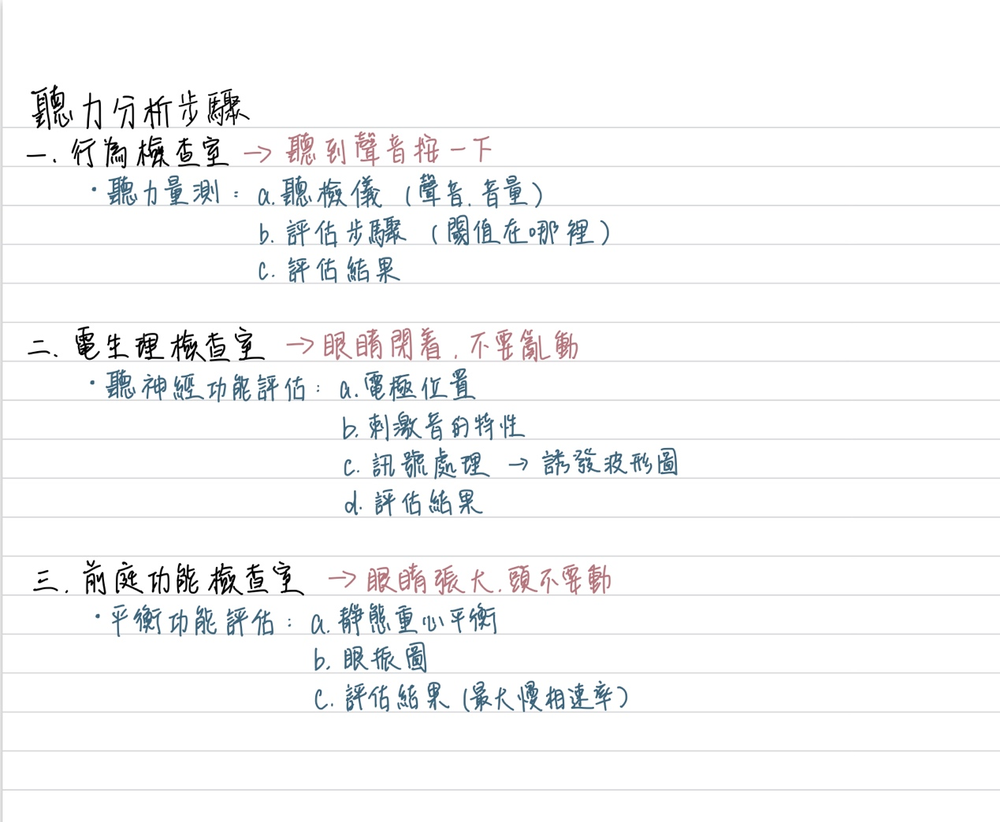 聽力分析步驟
一. 行為檢查室 → 聽到聲音按一下
・聽力量測: a. 聽檢儀 (聲音. 音量)
b. 評估步驟 (閾值在哪裡)
c. 評估結果
二. 電生理檢查室 → 眼睛閉着. 不要亂動
・聽神經功能評估: a. 電極位置
b. 刺激音的特性
c. 訊號處理 → 誘發波形圖
d. 評估結果
三. 前庭功能檢查室 → 眼睛張大. 頭不要動
・平衡功能評估: a. 靜態重心平衡
b. 眼振圖
c. 評估結果 (最大慢相速率)